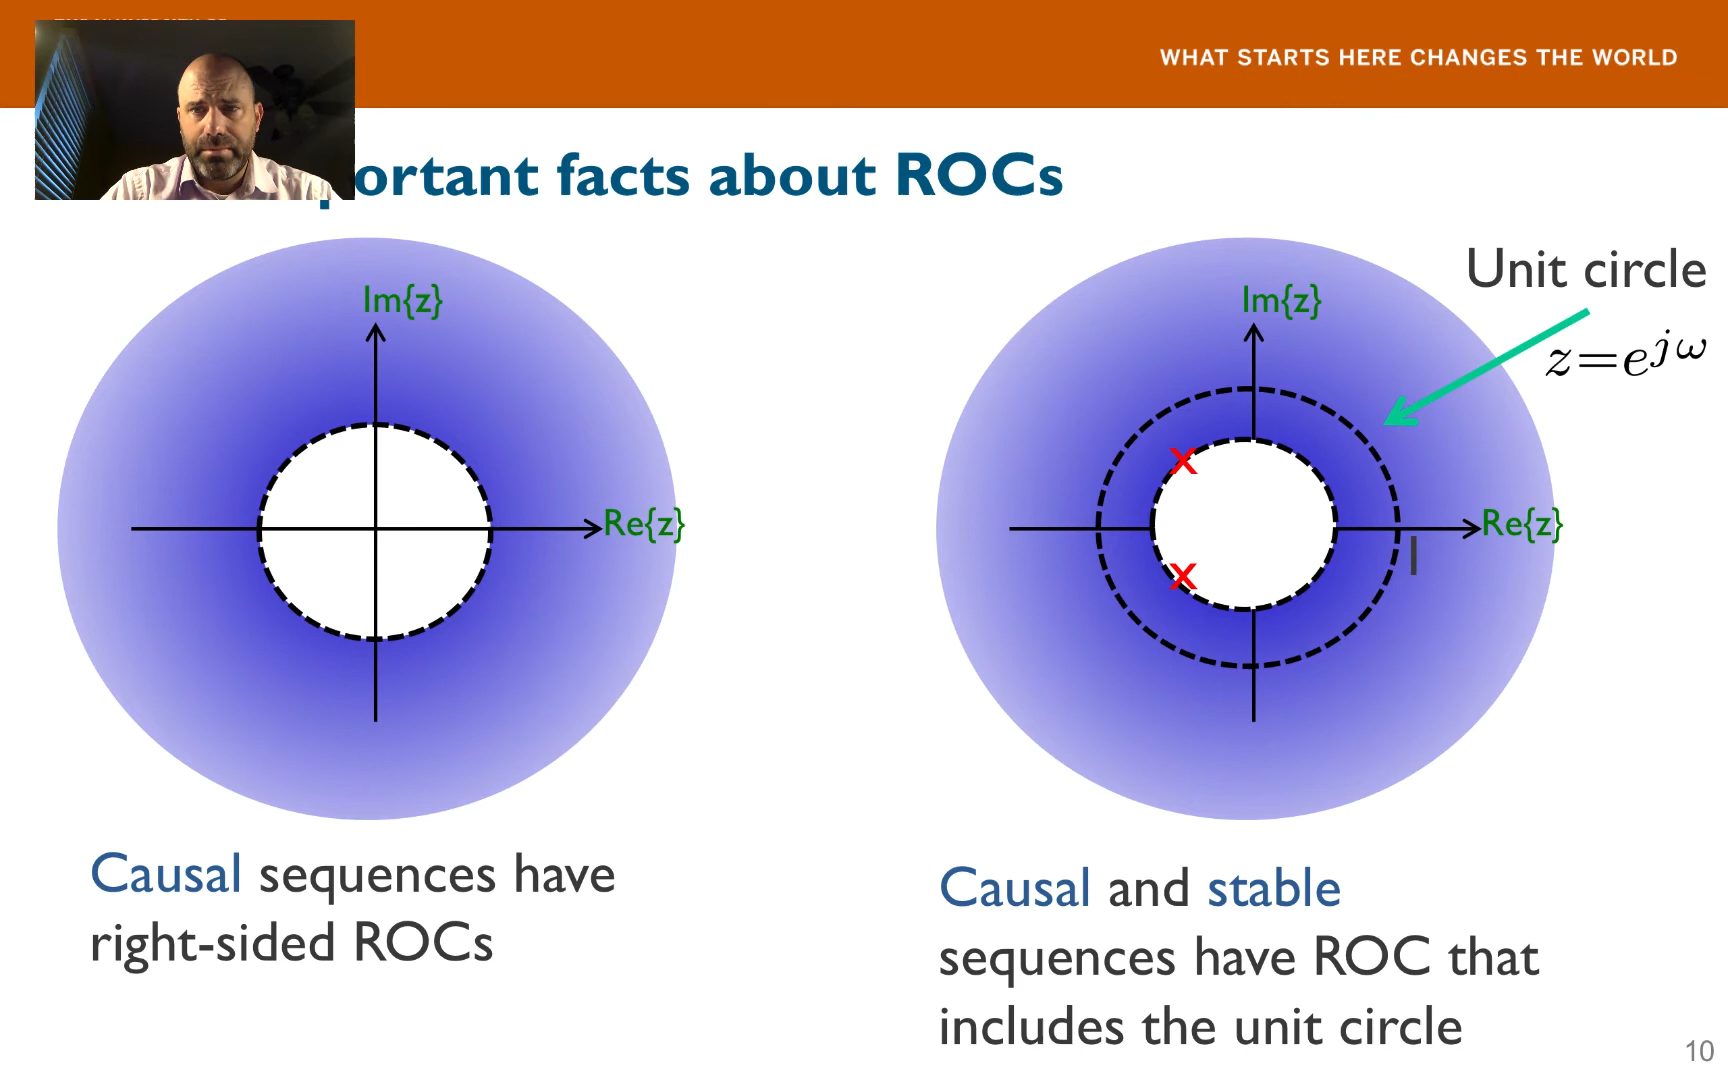 WHAT STARTS HERE CHANGES THE WORLD
ortant facts about ROCs
Unit circle
z=e^{jω}
Im{z}
Re{z}
Im{z}
Re{z}
1
Causal sequences have
right-sided ROCs
Causal and stable
sequences have ROC that
includes the unit circle
10